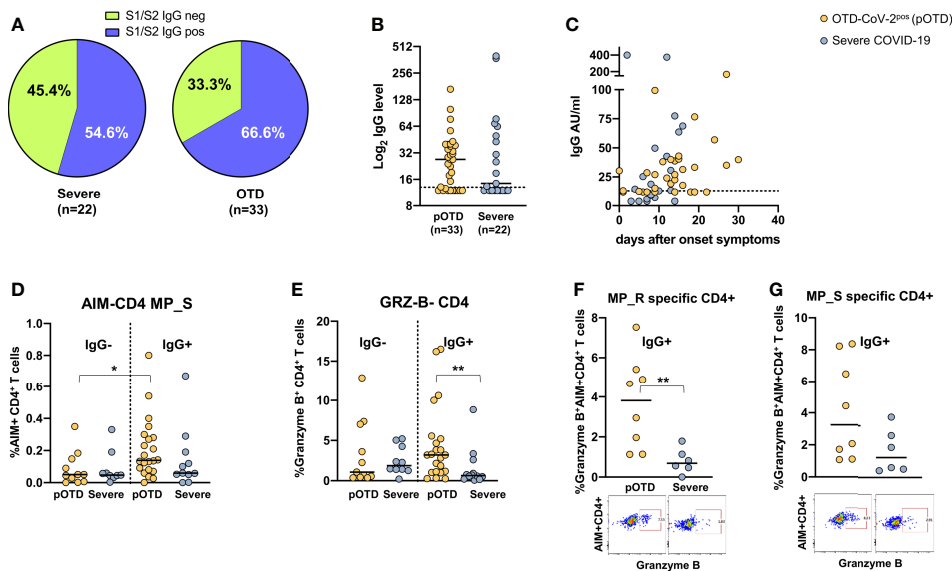 A
S1/S2 IgG neg
S1/S2 IgG pos
45.4%
54.6%
33.3%
66.6%
Severe
(n=22)
OTD
(n=33)
B
Log2 IgG level
512
256
128
64
32
16
8
pOTD
(n=33)
Severe
(n=22)
C
OTD-CoV-2pos (pOTD)
Severe COVID-19
IgG AU/ml
400
200
100
75
50
25
0
0 10 20 30 40
days after onset symptoms
D
AIM-CD4 MP_S
%AIM+ CD4+ T cells
1.0
0.8
0.6
0.4
0.2
0.0
IgG-
IgG+
*
pOTD Severe pOTD Severe
E
GRZ-B- CD4
%Granzyme B+ CD4+ T cells
20
15
10
5
0
IgG-
IgG+
**
pOTD Severe pOTD Severe
F
MP_R specific CD4+
%Granzyme B+AIM+CD4+ T cells
8
6
4
2
0
IgG+
**
pOTD Severe
AIM+CD4+
Granzyme B
G
MP_S specific CD4+
%Granzyme B+AIM+CD4+ T cells
10
8
6
4
2
0
IgG+
AIM+CD4+
Granzyme B